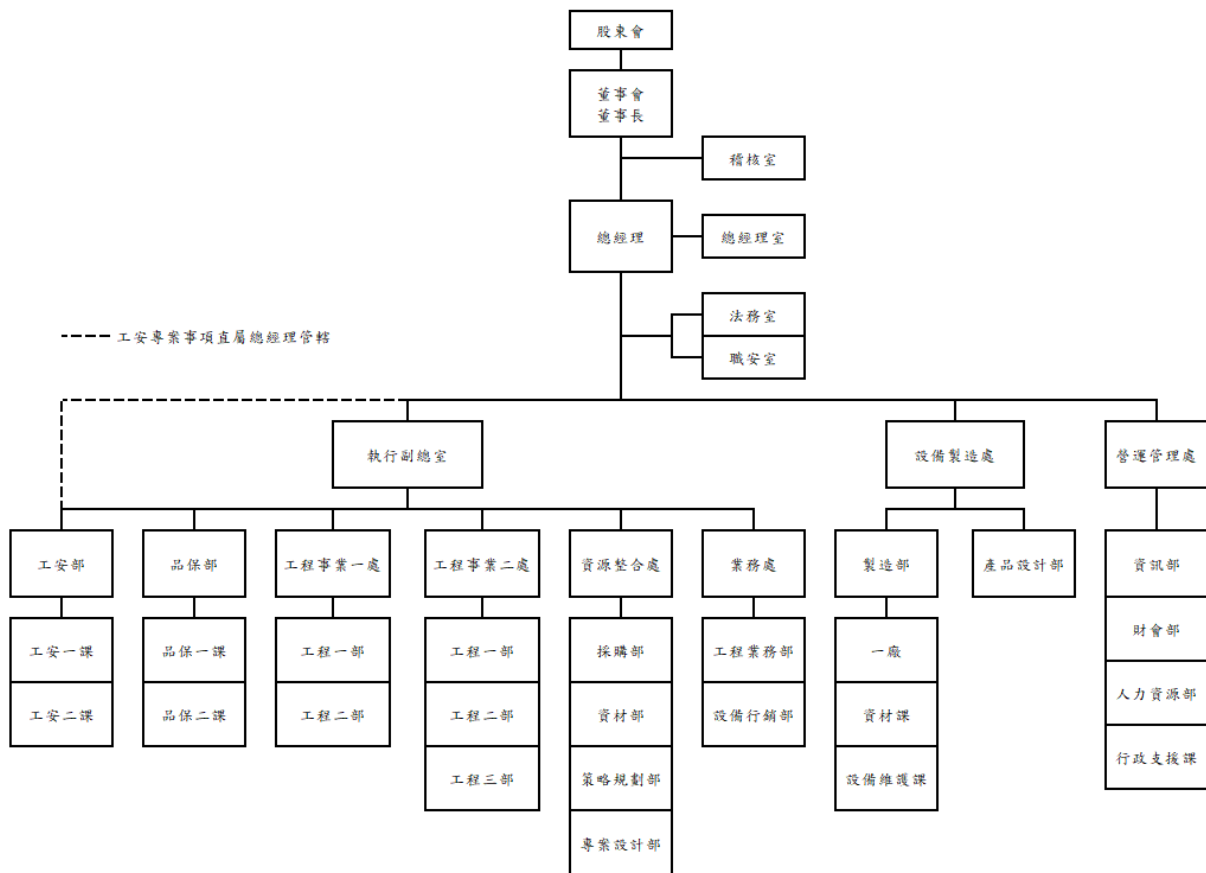 股東會
董事會
董事長
稽核室
總經理
總經理室
法務室
工安專案事項直屬總經理管轄
職安室
執行副總室
設備製造處
營運管理處
工安部
品保部
工程事業一處
工程事業二處
資源整合處
業務處
製造部
產品設計部
資訊部
工安一課
品保一課
工程一部
工程一部
採購部
工程業務部
一廠
財會部
工安二課
品保二課
工程二部
工程二部
資材部
設備行銷部
資材課
人力資源部
工程三部
策略規劃部
設備維護課
行政支援課
專案設計部